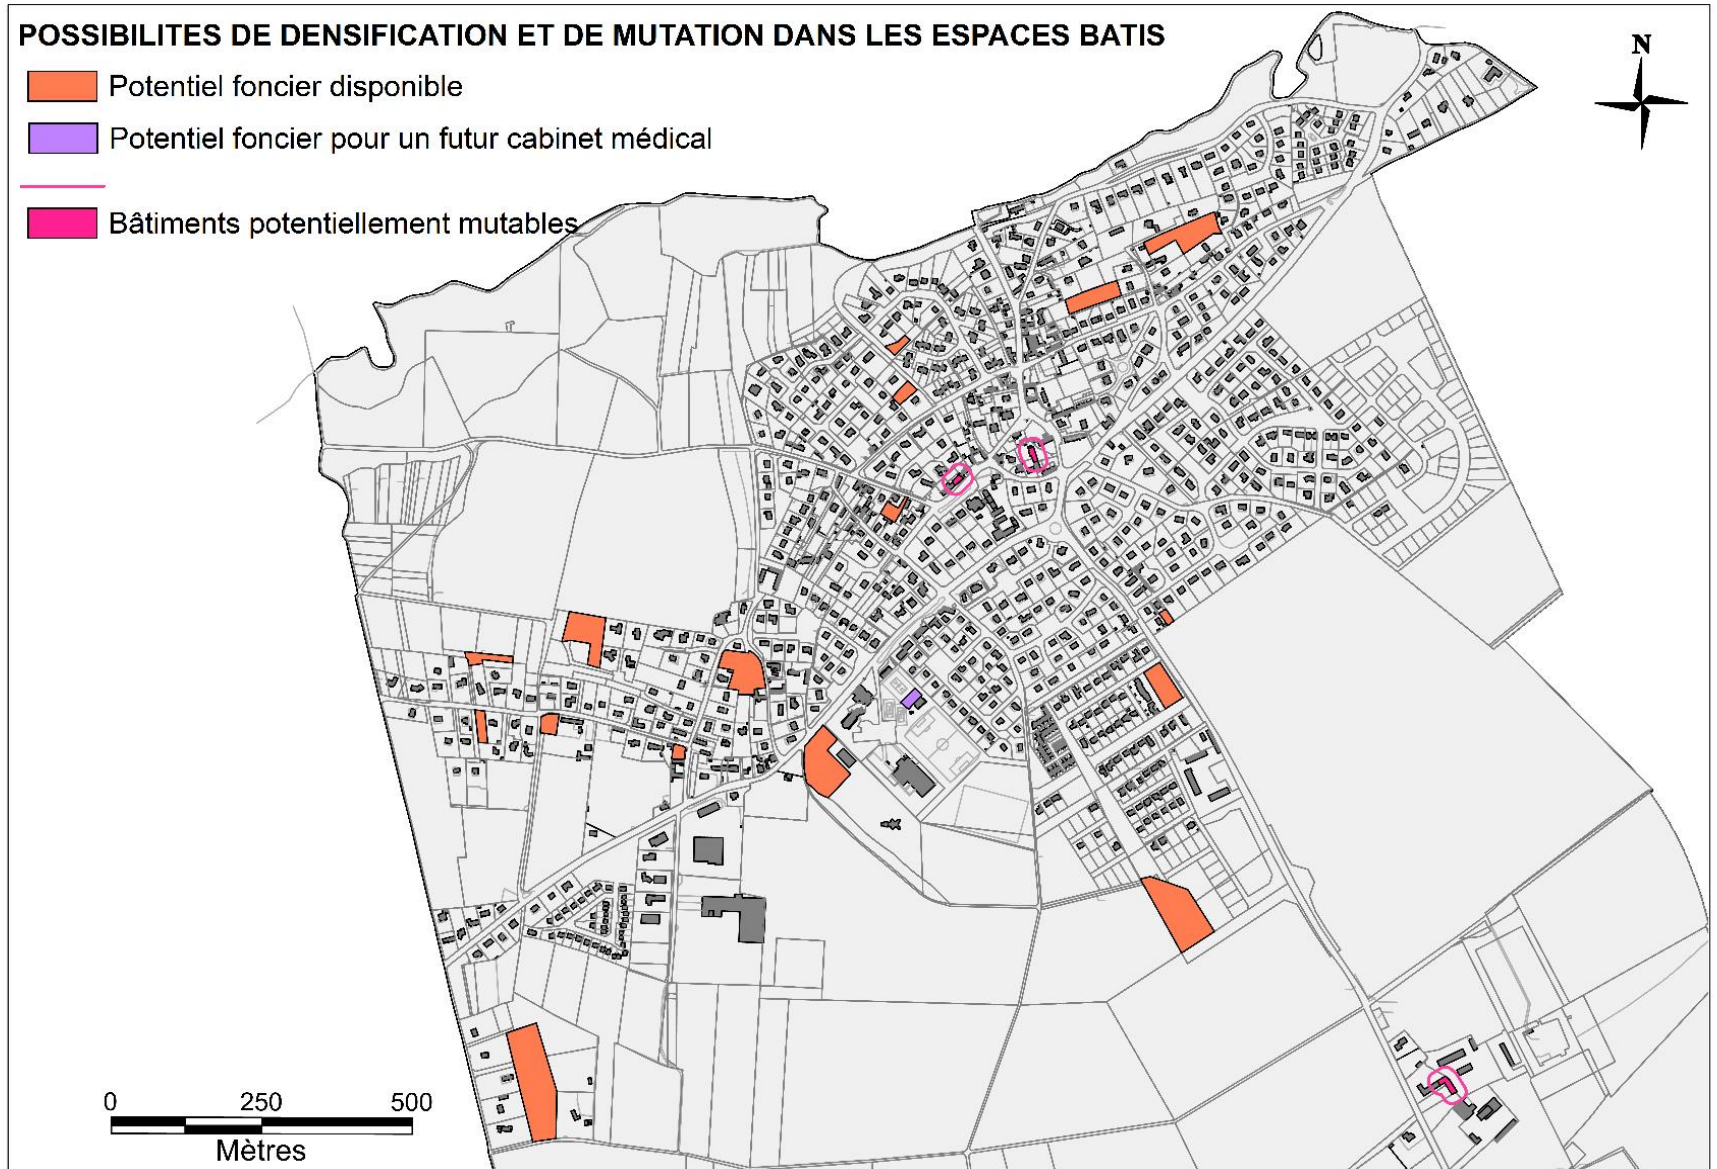 POSSIBILITES DE DENSIFICATION ET DE MUTATION DANS LES ESPACES BATIS
N
Potentiel foncier disponible
Potentiel foncier pour un futur cabinet médical
Bâtiments potentiellement mutables
0 250 500
Mètres